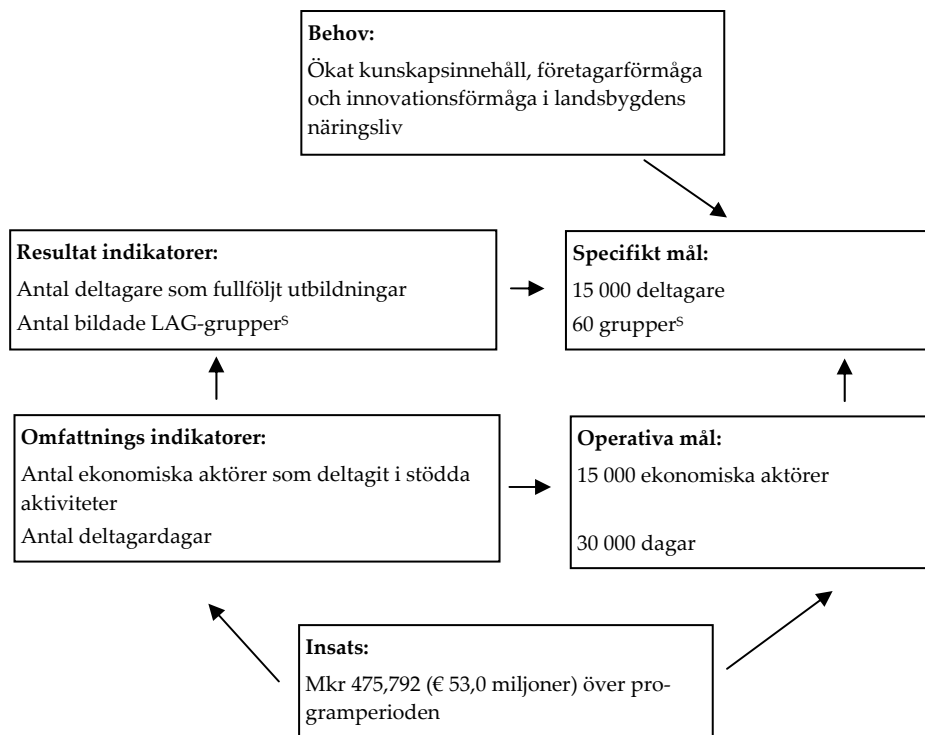 Behov:
Ökat kunskapsinnehåll, företagarförmåga
och innovationsförmåga i landsbygdens
näringsliv
Resultat indikatorer:
Antal deltagare som fullföljt utbildningar
Antal bildade LAG-grupperˢ
Specifikt mål:
15 000 deltagare
60 grupperˢ
Omfattnings indikatorer:
Antal ekonomiska aktörer som deltagit i stödda
aktiviteter
Antal deltagardagar
Operativa mål:
15 000 ekonomiska aktörer
30 000 dagar
Insats:
Mkr 475,792 (€ 53,0 miljoner) över pro-
gramperioden